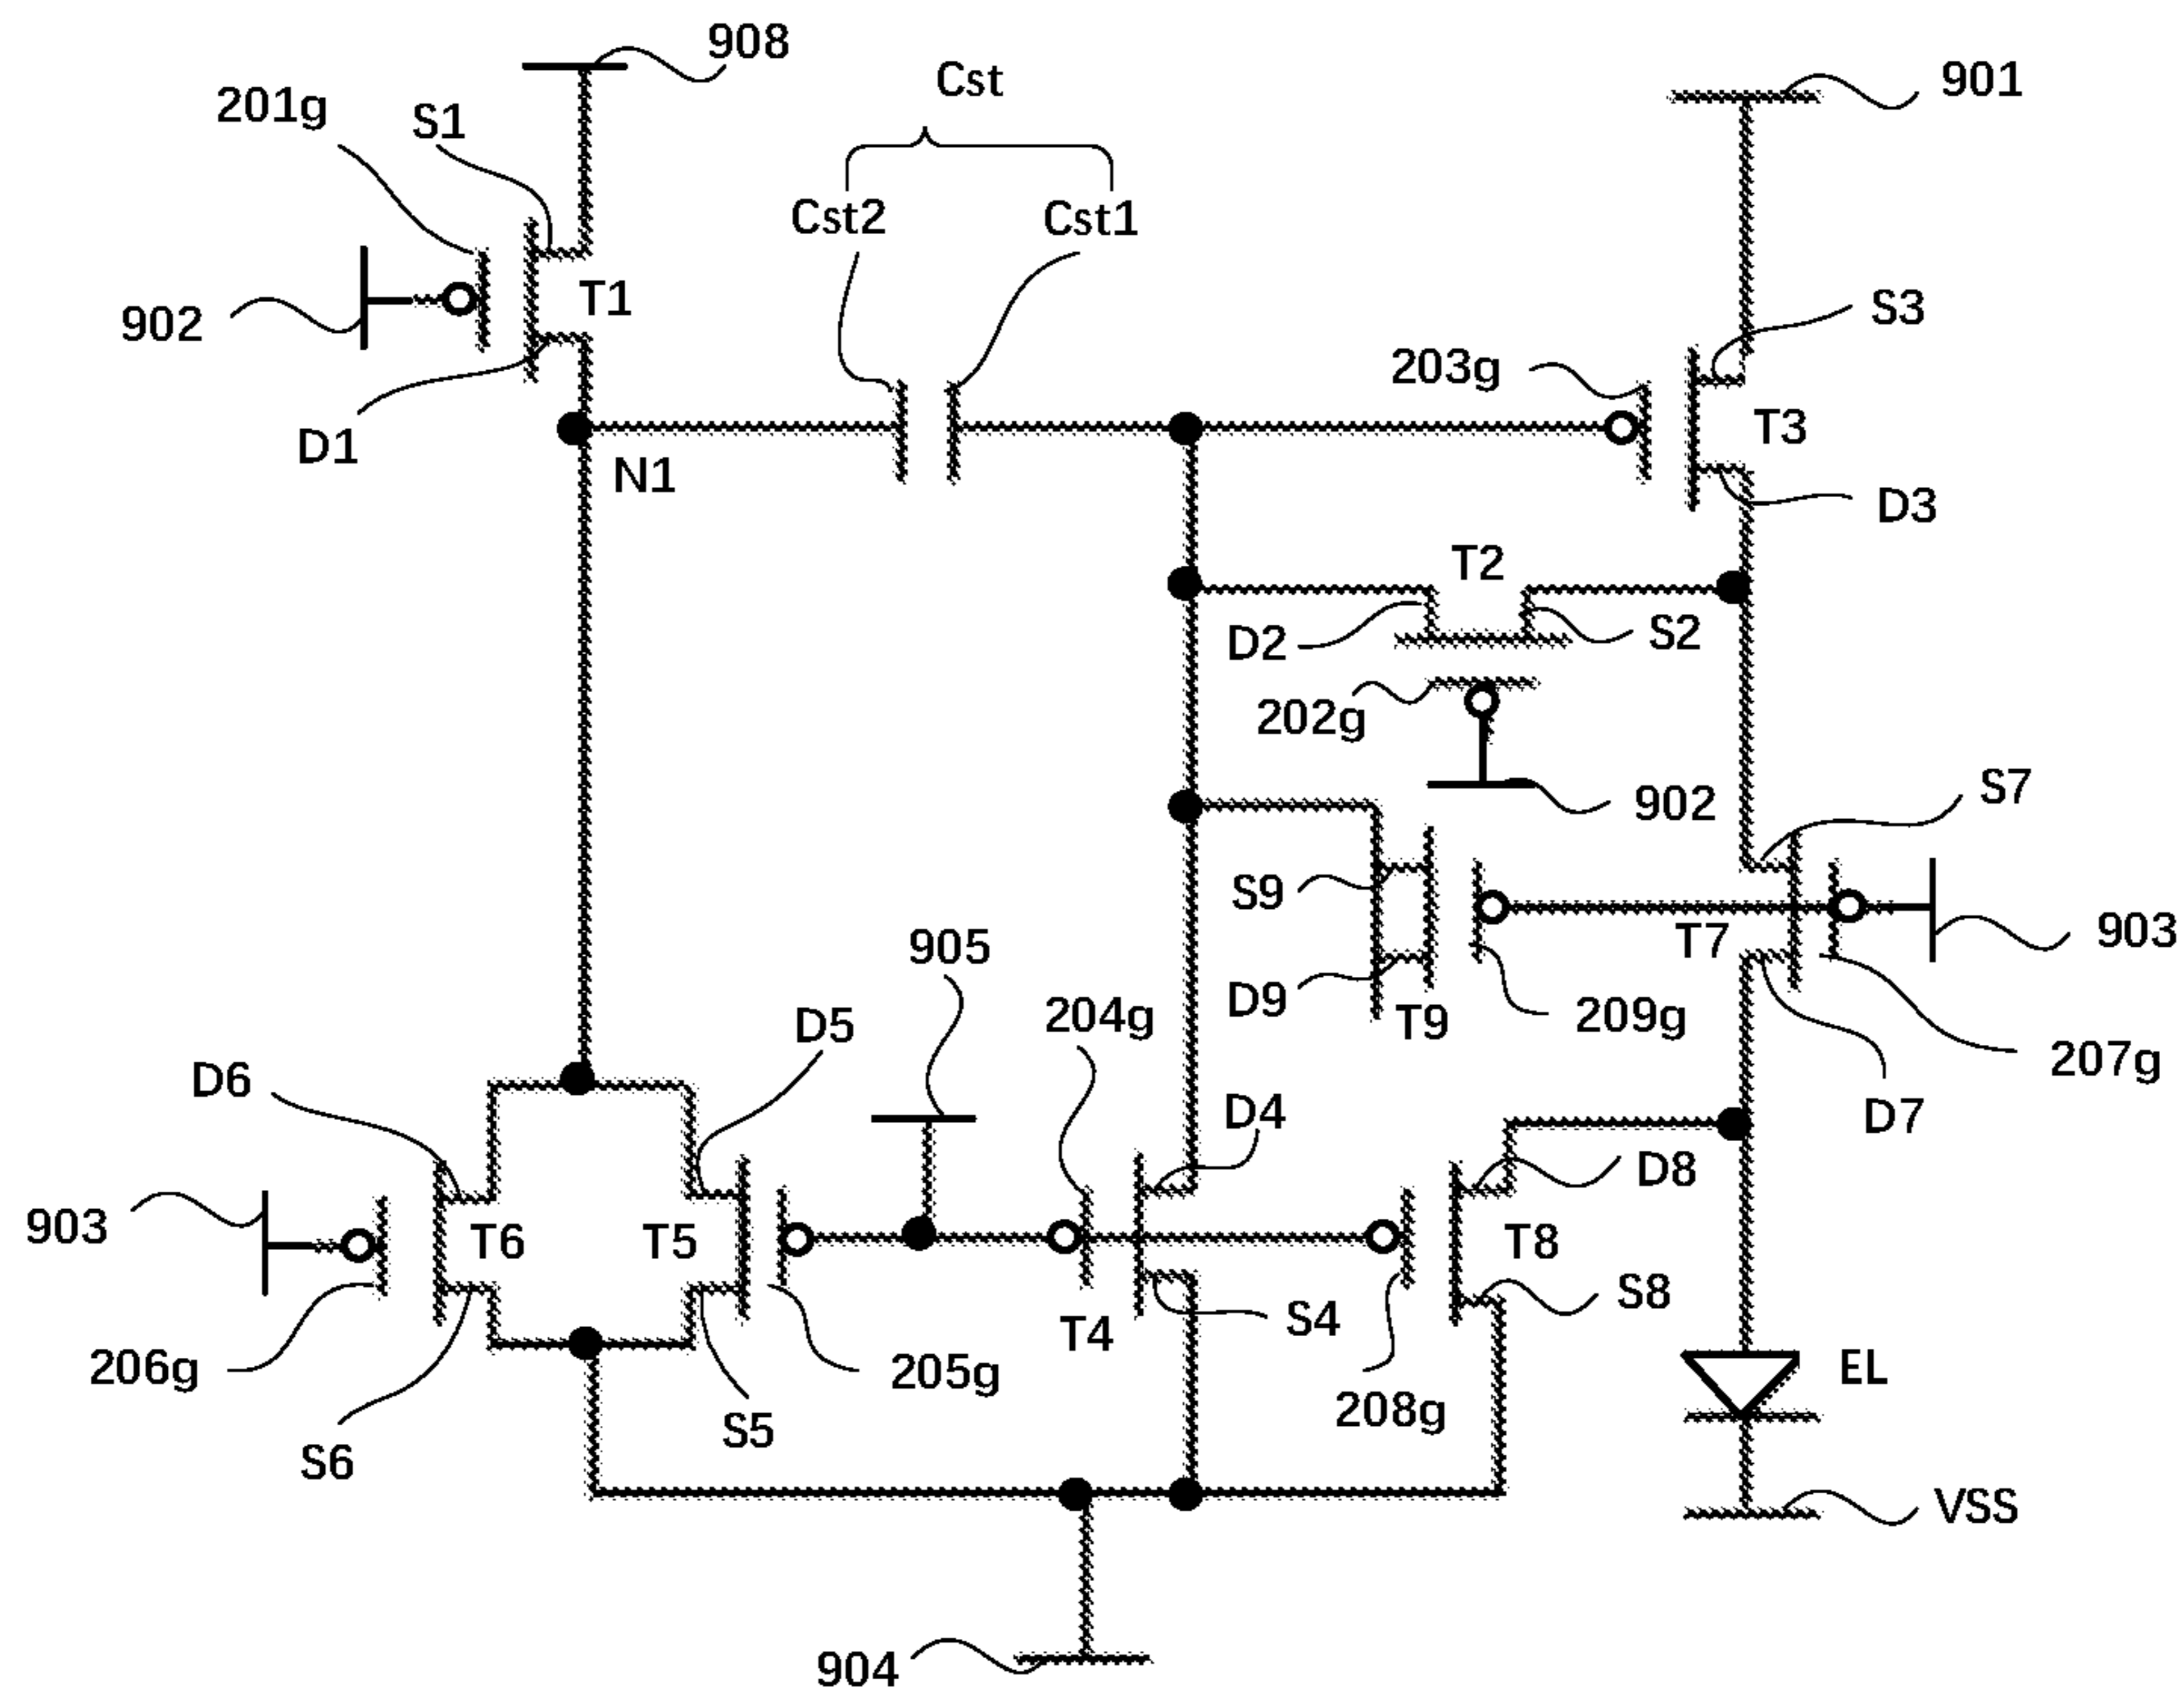 908
Cst
901
201g
S1
Cst2
Cst1
T1
902
S3
203g
T3
D1
N1
D3
T2
D2
S2
202g
902
S7
S9
903
T7
905
D9
T9
209g
204g
D5
207g
D6
D4
D7
D8
903
T6
T5
T8
S8
S4
T4
206g
205g
EL
208g
S5
S6
VSS
904